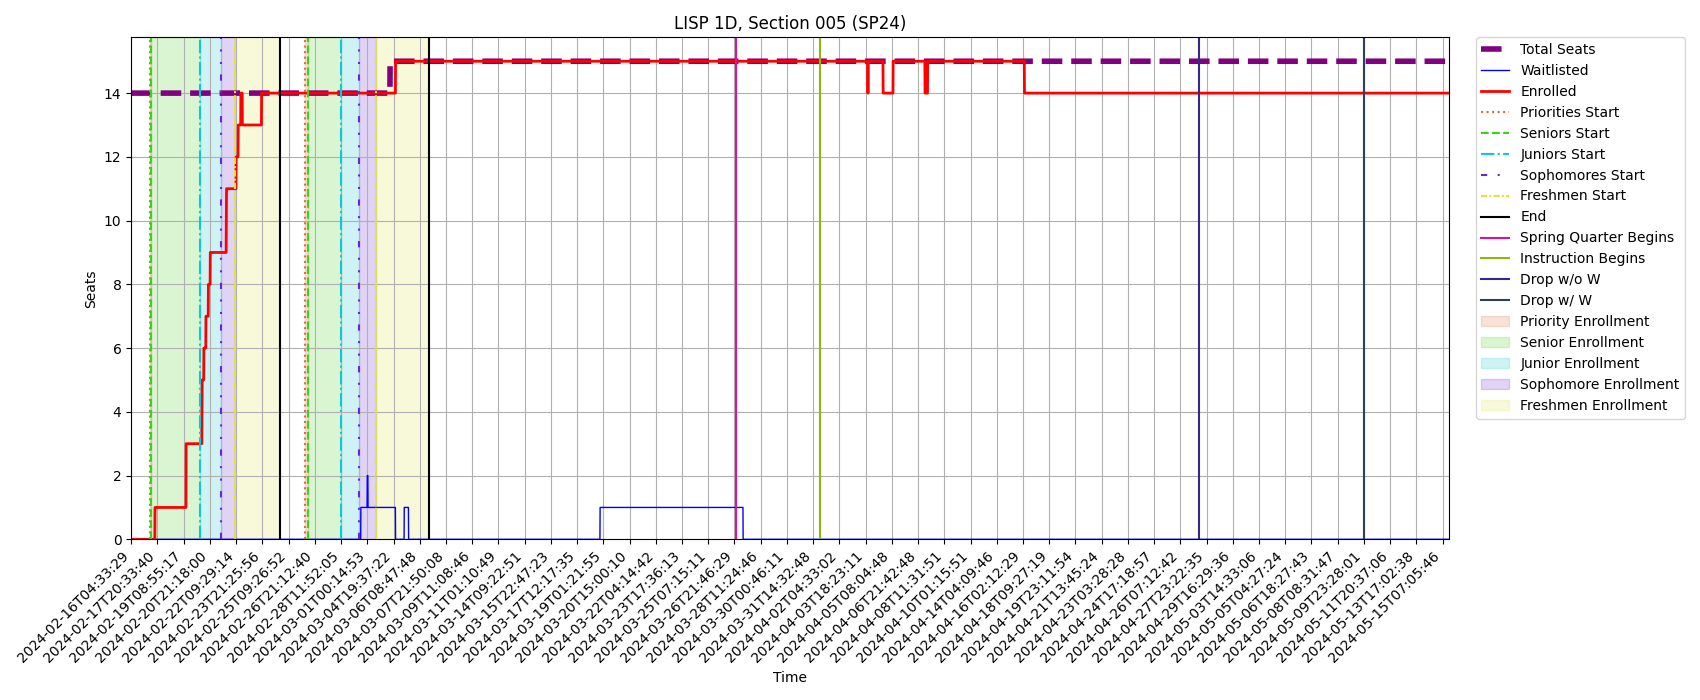 LISP 1D, Section 005 (SP24)
Seats
14
12
10
8
6
4
2
0
2024-02-16T04:33:29
2024-02-17T20:33:40
2024-02-19T08:55:17
2024-02-20T21:18:00
2024-02-22T09:29:14
2024-02-23T21:25:56
2024-02-25T09:26:52
2024-02-26T21:12:40
2024-02-28T11:52:05
2024-03-01T00:14:53
2024-03-04T19:37:22
2024-03-06T08:47:48
2024-03-07T21:50:08
2024-03-09T11:08:46
2024-03-11T01:10:49
2024-03-14T09:22:51
2024-03-15T22:47:23
2024-03-17T12:17:35
2024-03-19T01:21:55
2024-03-20T15:00:10
2024-03-22T04:14:42
2024-03-23T17:36:13
2024-03-25T07:15:11
2024-03-26T21:46:29
2024-03-28T11:24:46
2024-03-30T00:46:11
2024-03-31T14:32:48
2024-04-02T04:33:02
2024-04-03T18:23:11
2024-04-05T08:04:48
2024-04-06T21:42:48
2024-04-08T11:31:51
2024-04-10T01:15:51
2024-04-14T04:09:46
2024-04-16T02:12:29
2024-04-18T09:27:19
2024-04-19T23:11:54
2024-04-21T13:45:24
2024-04-23T03:28:28
2024-04-24T17:18:57
2024-04-26T07:12:42
2024-04-27T23:22:35
2024-04-29T16:29:36
2024-05-03T14:33:06
2024-05-05T04:27:24
2024-05-06T18:27:43
2024-05-08T08:31:47
2024-05-09T23:28:01
2024-05-11T20:37:06
2024-05-13T17:02:38
2024-05-15T07:05:46
Time
Total Seats
Waitlisted
Enrolled
Priorities Start
Seniors Start
Juniors Start
Sophomores Start
Freshmen Start
End
Spring Quarter Begins
Instruction Begins
Drop w/o W
Drop w/ W
Priority Enrollment
Senior Enrollment
Junior Enrollment
Sophomore Enrollment
Freshmen Enrollment